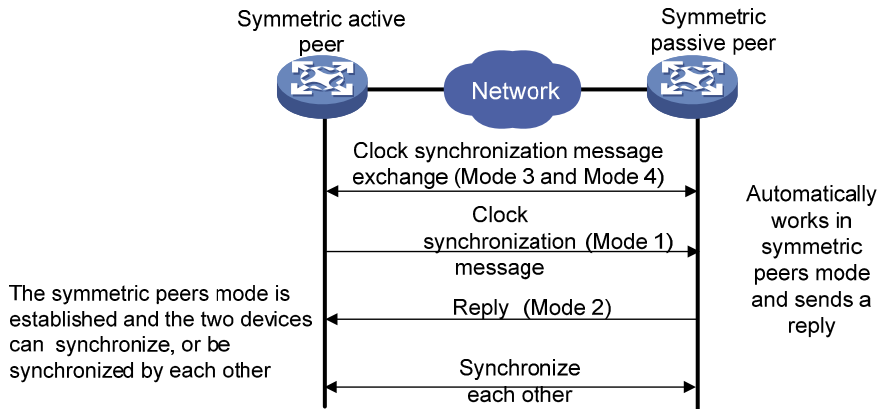 Symmetric active
peer
Symmetric
passive peer
Network
Clock synchronization message
exchange (Mode 3 and Mode 4)
Clock
synchronization (Mode 1)
message
Automatically
works in
symmetric
peers mode
and sends a
reply
The symmetric peers mode is
established and the two devices
can synchronize, or be
synchronized by each other
Reply (Mode 2)
Synchronize
each other